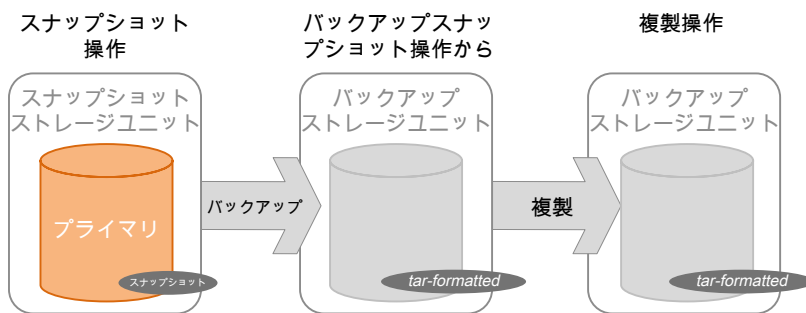 スナップショット
操作
バックアップスナッ
プショット操作から
複製操作
スナップショット
ストレージユニット
プライマリ
スナップショット
バックアップ
バックアップ
ストレージユニット
tar-formatted
複製
バックアップ
ストレージユニット
tar-formatted